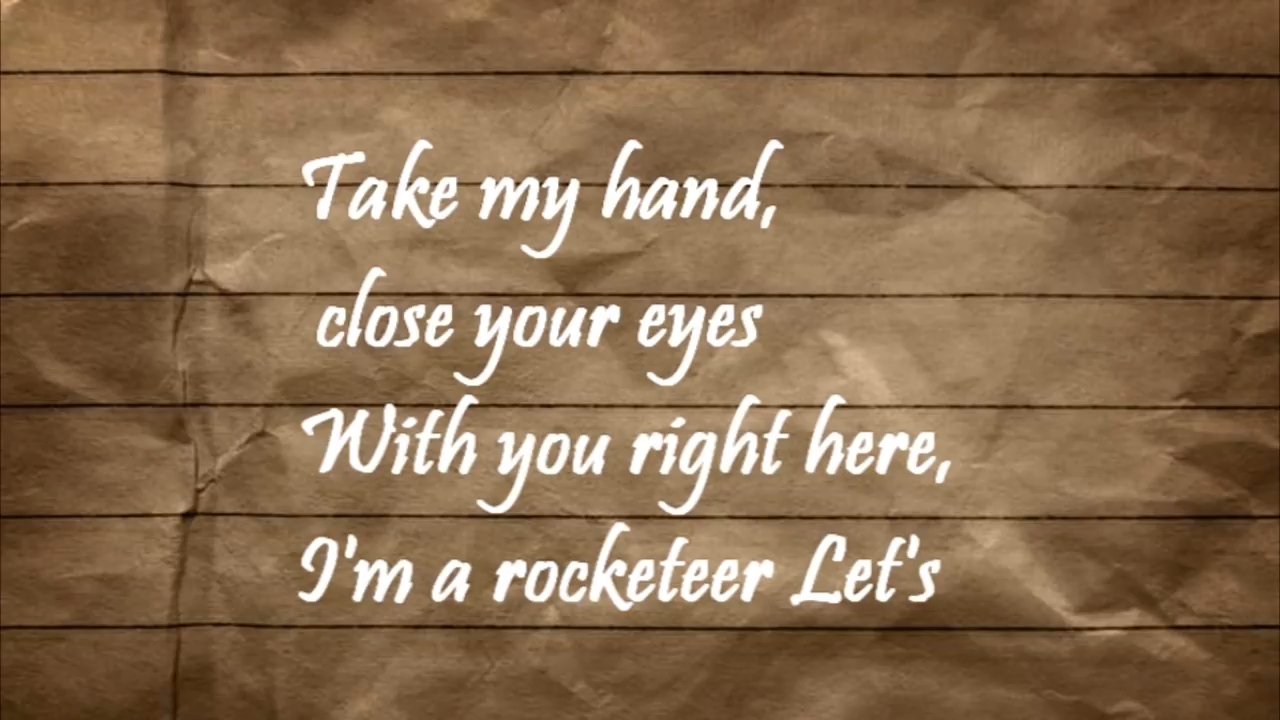 Take my hand,
close your eyes
With you right here,
I'm a rocketeer Let's